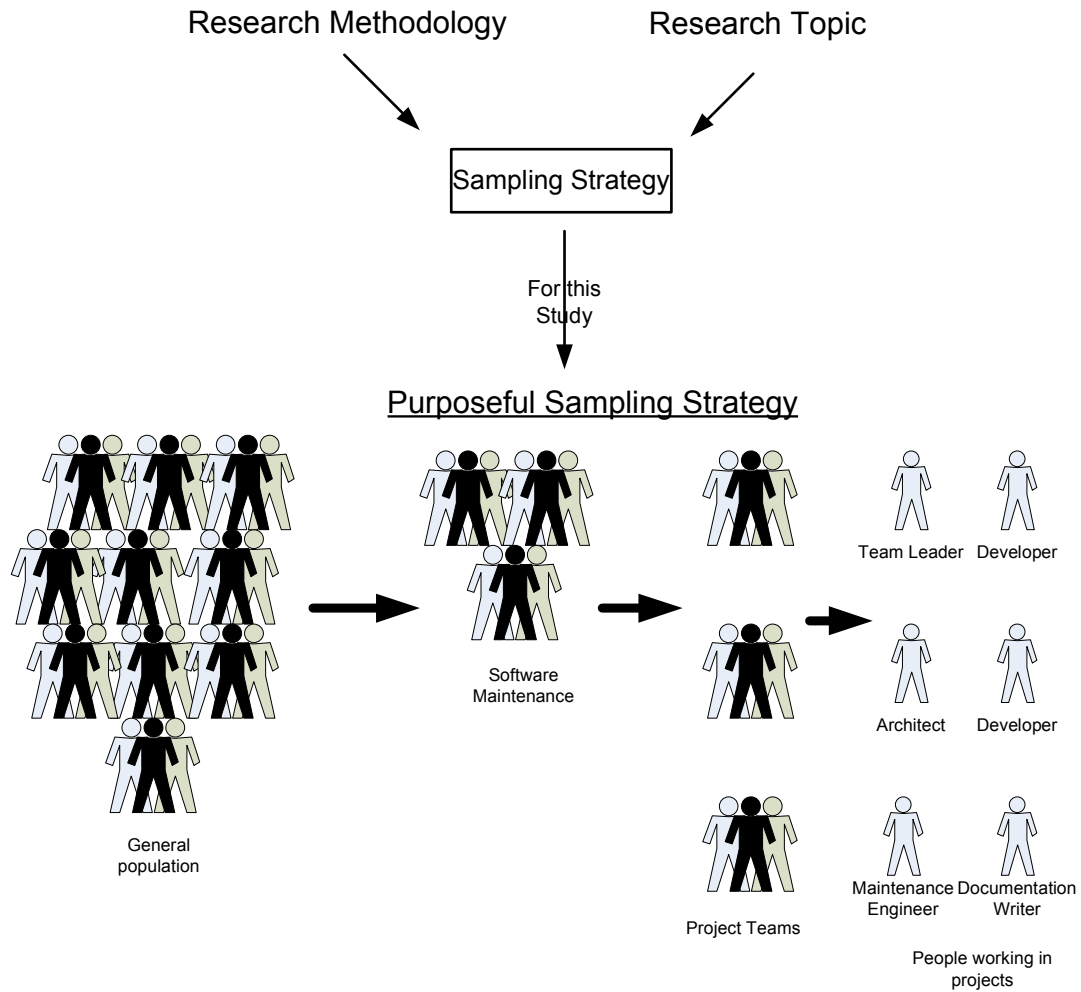 Research Methodology
Research Topic
Sampling Strategy
For this
Study
Purposeful Sampling Strategy
Team Leader
Developer
Software
Maintenance
Architect
Developer
General
population
Maintenance
Engineer
Documentation
Writer
Project Teams
People working in
projects